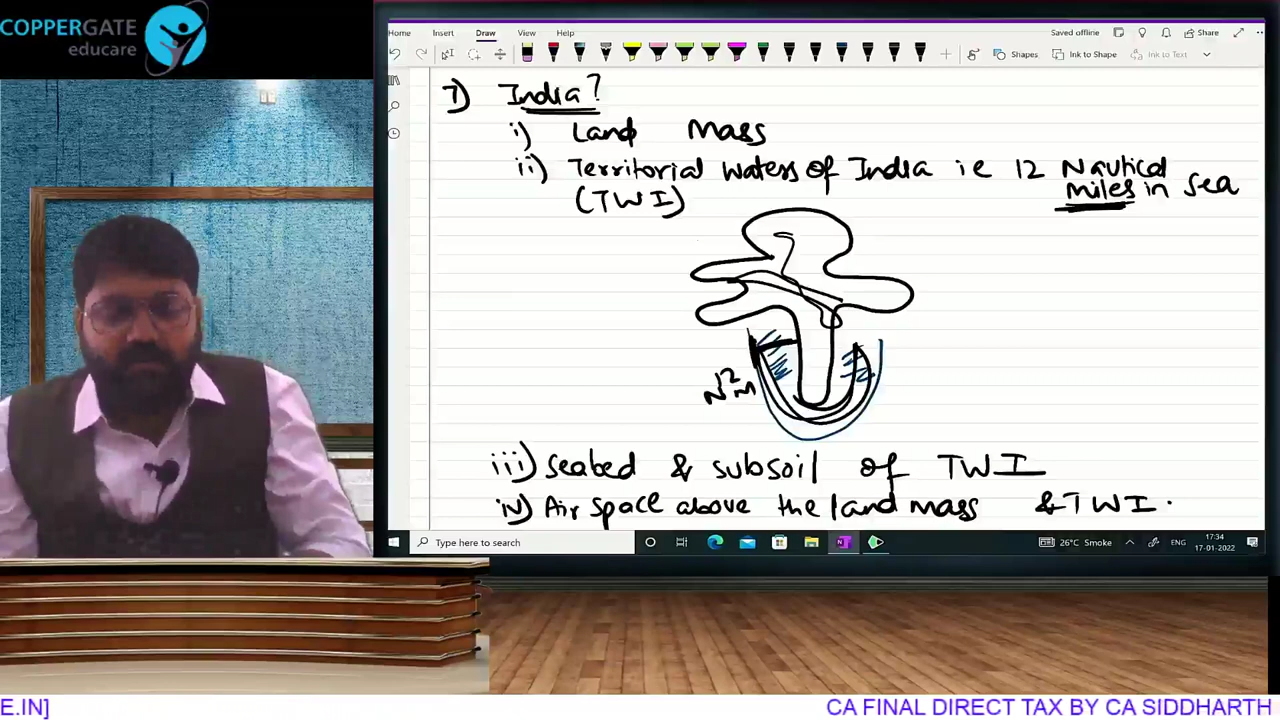 COPPERGATE
educare
Home Insert Draw View Help
Saved offline Share
Shapes Ink to Shape Ink to Text
I) India?
i) Land Mass
ii) Territorial waters of India ie 12 Nautical
miles in sea
(TWI)
12
NM
iii) Seabed & subsoil of TWI
iv) Air space above the land mass & TWI.
Type here to search
26°C Smoke
ENG
17:34
17-01-2022
E.IN]
CA FINAL DIRECT TAX BY CA SIDDHARTH